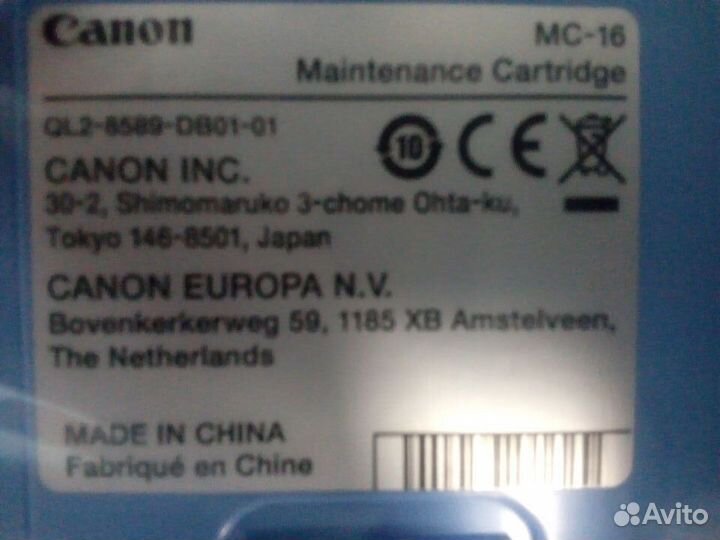 Canon
MC-16
Maintenance Cartridge
QL2-8589-DB01-01
10
CE
CANON INC.
30-2, Shimomaruko 3-chome Ohta-ku,
Tokyo 146-8501, Japan
CANON EUROPA N.V.
Bovenkerkerweg 59, 1185 XB Amstelveen,
The Netherlands
MADE IN CHINA
Fabriqué en Chine
Avito